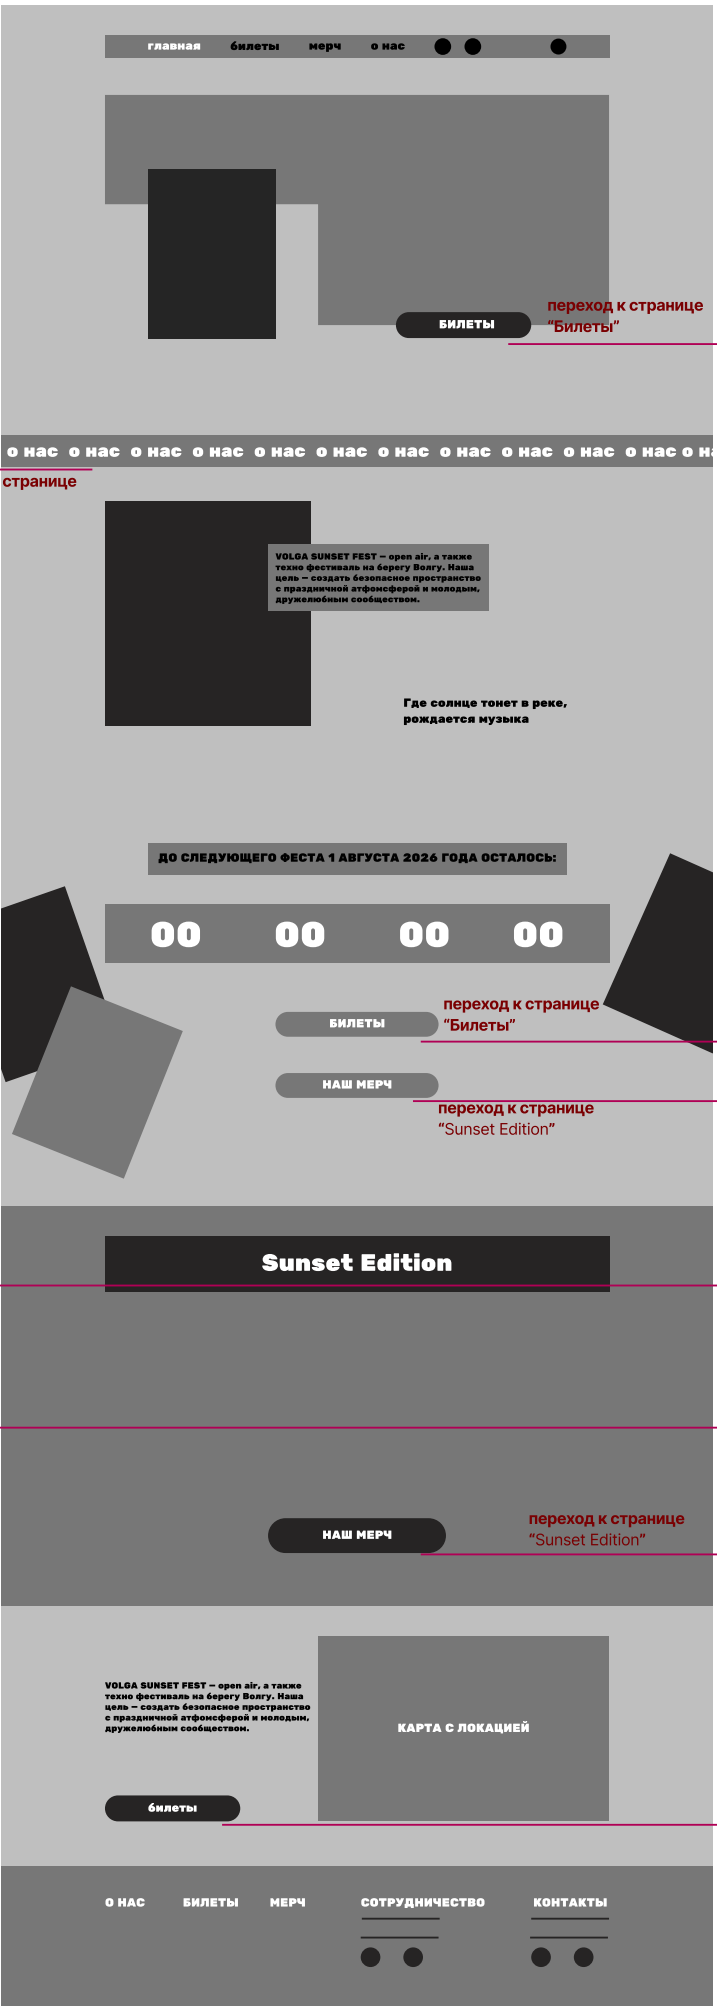 главная билеты мерч о нас
переход к странице
“Билеты”
БИЛЕТЫ
о нас о нас о нас о нас о нас о нас о нас о нас о нас о нас о нас о на
странице
VOLGA SUNSET FEST — open air, а также
техно фестиваль на берегу Волгу. Наша
цель — создать безопасное пространство
с праздничной атфомсферой и молодым,
дружелюбным сообществом.
Где солнце тонет в реке,
рождается музыка
ДО СЛЕДУЮЩЕГО ФЕСТА 1 АВГУСТА 2026 ГОДА ОСТАЛОСЬ:
00 00 00 00
переход к странице
“Билеты”
БИЛЕТЫ
НАШ МЕРЧ
переход к странице
“Sunset Edition”
Sunset Edition
переход к странице
“Sunset Edition”
НАШ МЕРЧ
VOLGA SUNSET FEST — open air, а также
техно фестиваль на берегу Волгу. Наша
цель — создать безопасное пространство
с праздничной атфомсферой и молодым,
дружелюбным сообществом.
КАРТА С ЛОКАЦИЕЙ
билеты
О НАС БИЛЕТЫ МЕРЧ СОТРУДНИЧЕСТВО КОНТАКТЫ